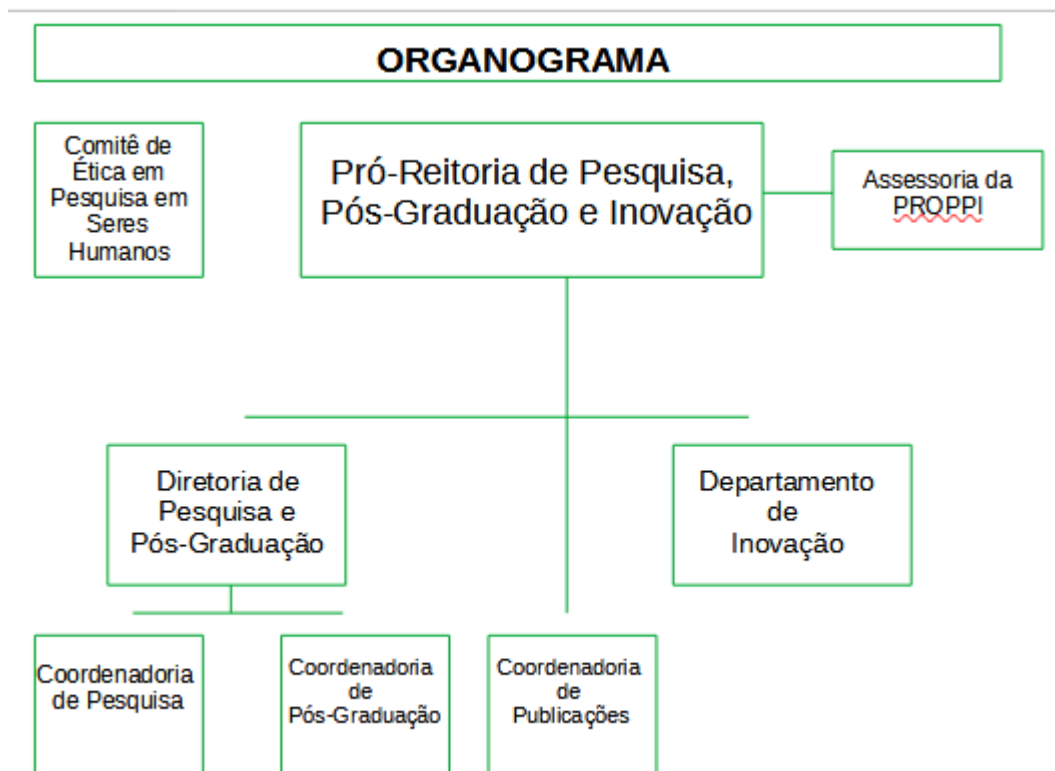 ORGANOGRAMA
Comitê de
Ética em
Pesquisa em
Seres
Humanos
Pró-Reitoria de Pesquisa,
Pós-Graduação e Inovação
Assessoria da
PROPPI
Diretoria de
Pesquisa e
Pós-Graduação
Departamento
de
Inovação
Coordenadoria
de Pesquisa
Coordenadoria
de
Pós-Graduação
Coordenadoria
de
Publicações